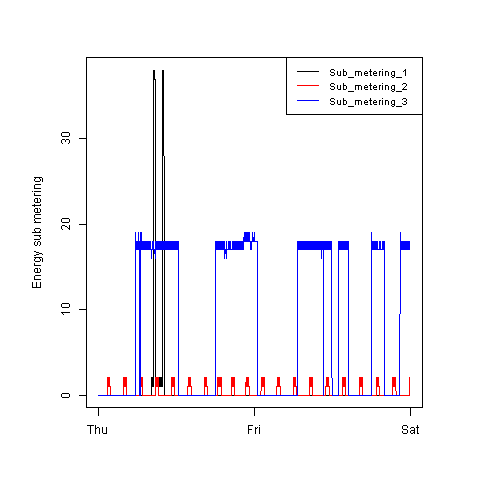 Sub_metering_1
Sub_metering_2
Sub_metering_3
Energy sub metering
30
20
10
0
Thu
Fri
Sat